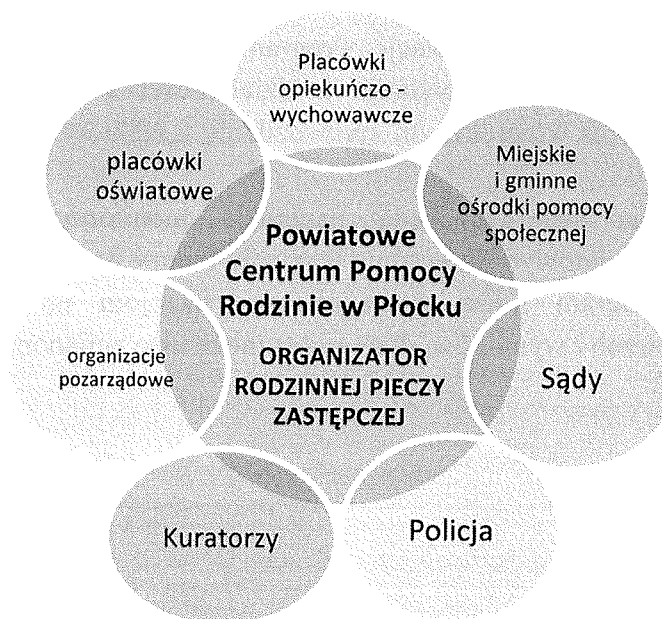 Placówki
opiekuńczo -
wychowawcze
placówki
oświatowe
Miejskie
i gminne
ośrodki pomocy
społecznej
Powiatowe
Centrum Pomocy
Rodzinie w Płocku
ORGANIZATOR
RODZINNEJ PIECZY
ZASTĘPCZEJ
organizacje
pozarządowe
Sądy
Kuratorzy
Policja